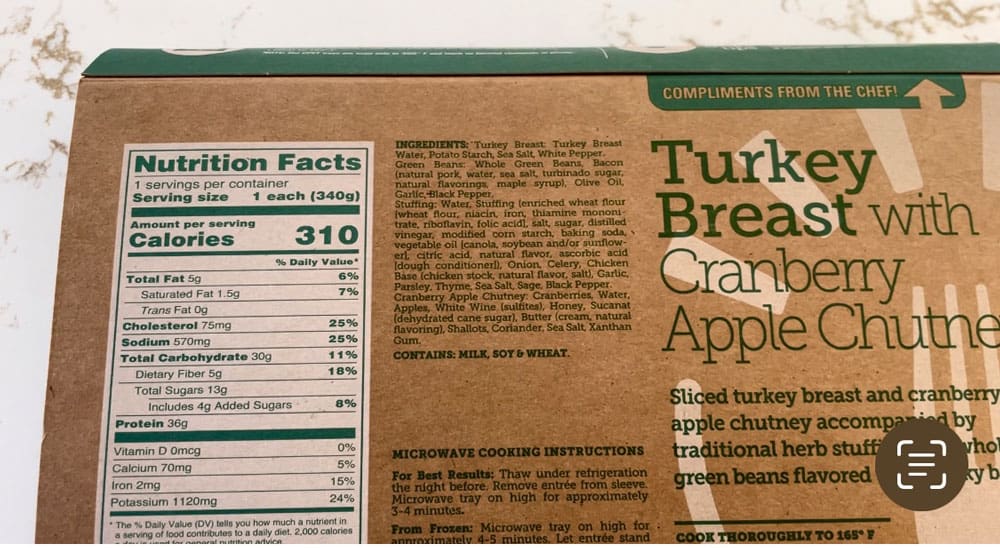 COMPLIMENTS FROM THE CHEF!
Nutrition Facts
1 servings per container
Serving size 1 each (340g)
Amount per serving
Calories 310
% Daily Value*
Total Fat 5g 6%
Saturated Fat 1.5g 7%
Trans Fat 0g
Cholesterol 75mg 25%
Sodium 570mg 25%
Total Carbohydrate 30g 11%
Dietary Fiber 5g 18%
Total Sugars 13g
Includes 4g Added Sugars 8%
Protein 36g
Vitamin D 0mcg 0%
Calcium 70mg 5%
Iron 2mg 15%
Potassium 1120mg 24%
* The % Daily Value (DV) tells you how much a nutrient in
a serving of food contributes to a daily diet. 2,000 calories
a day is used for general nutrition advice.
INGREDIENTS: Turkey Breast: Turkey Breast
Water, Potato Starch, Sea Salt, White Pepper.
Green Beans: Whole Green Beans, Bacon
(natural pork, water, sea salt, turbinado sugar,
natural flavorings, maple syrup), Olive Oil,
Garlic, Black Pepper.
Stuffing: Water, Stuffing (enriched wheat flour
[wheat flour, niacin, iron, thiamine mononi-
trate, riboflavin, folic acid], salt, sugar, distilled
vinegar, modified corn starch, baking soda,
vegetable oil [canola, soybean and/or sunflow-
er], citric acid, natural flavor, ascorbic acid
[dough conditioner]), Onion, Celery, Chicken
Base (chicken stock, natural flavor, salt), Garlic,
Parsley, Thyme, Sea Salt, Sage, Black Pepper.
Cranberry Apple Chutney: Cranberries, Water,
Apples, White Wine (sulfites), Honey, Sucanat
(dehydrated cane sugar), Butter (cream, natural
flavoring), Shallots, Coriander, Sea Salt, Xanthan
Gum.
CONTAINS: MILK, SOY & WHEAT.
MICROWAVE COOKING INSTRUCTIONS
For Best Results: Thaw under refrigeration
the night before. Remove entrée from sleeve.
Microwave tray on high for approximately
3-4 minutes.
From Frozen: Microwave tray on high for
approximately 4-5 minutes. Let entrée stand
Turkey
Breast with
Cranberry
Apple Chutne
Sliced turkey breast and cranberry
apple chutney accompanied by
traditional herb stuffi
green beans flavored
COOK THOROUGHLY TO 165° F